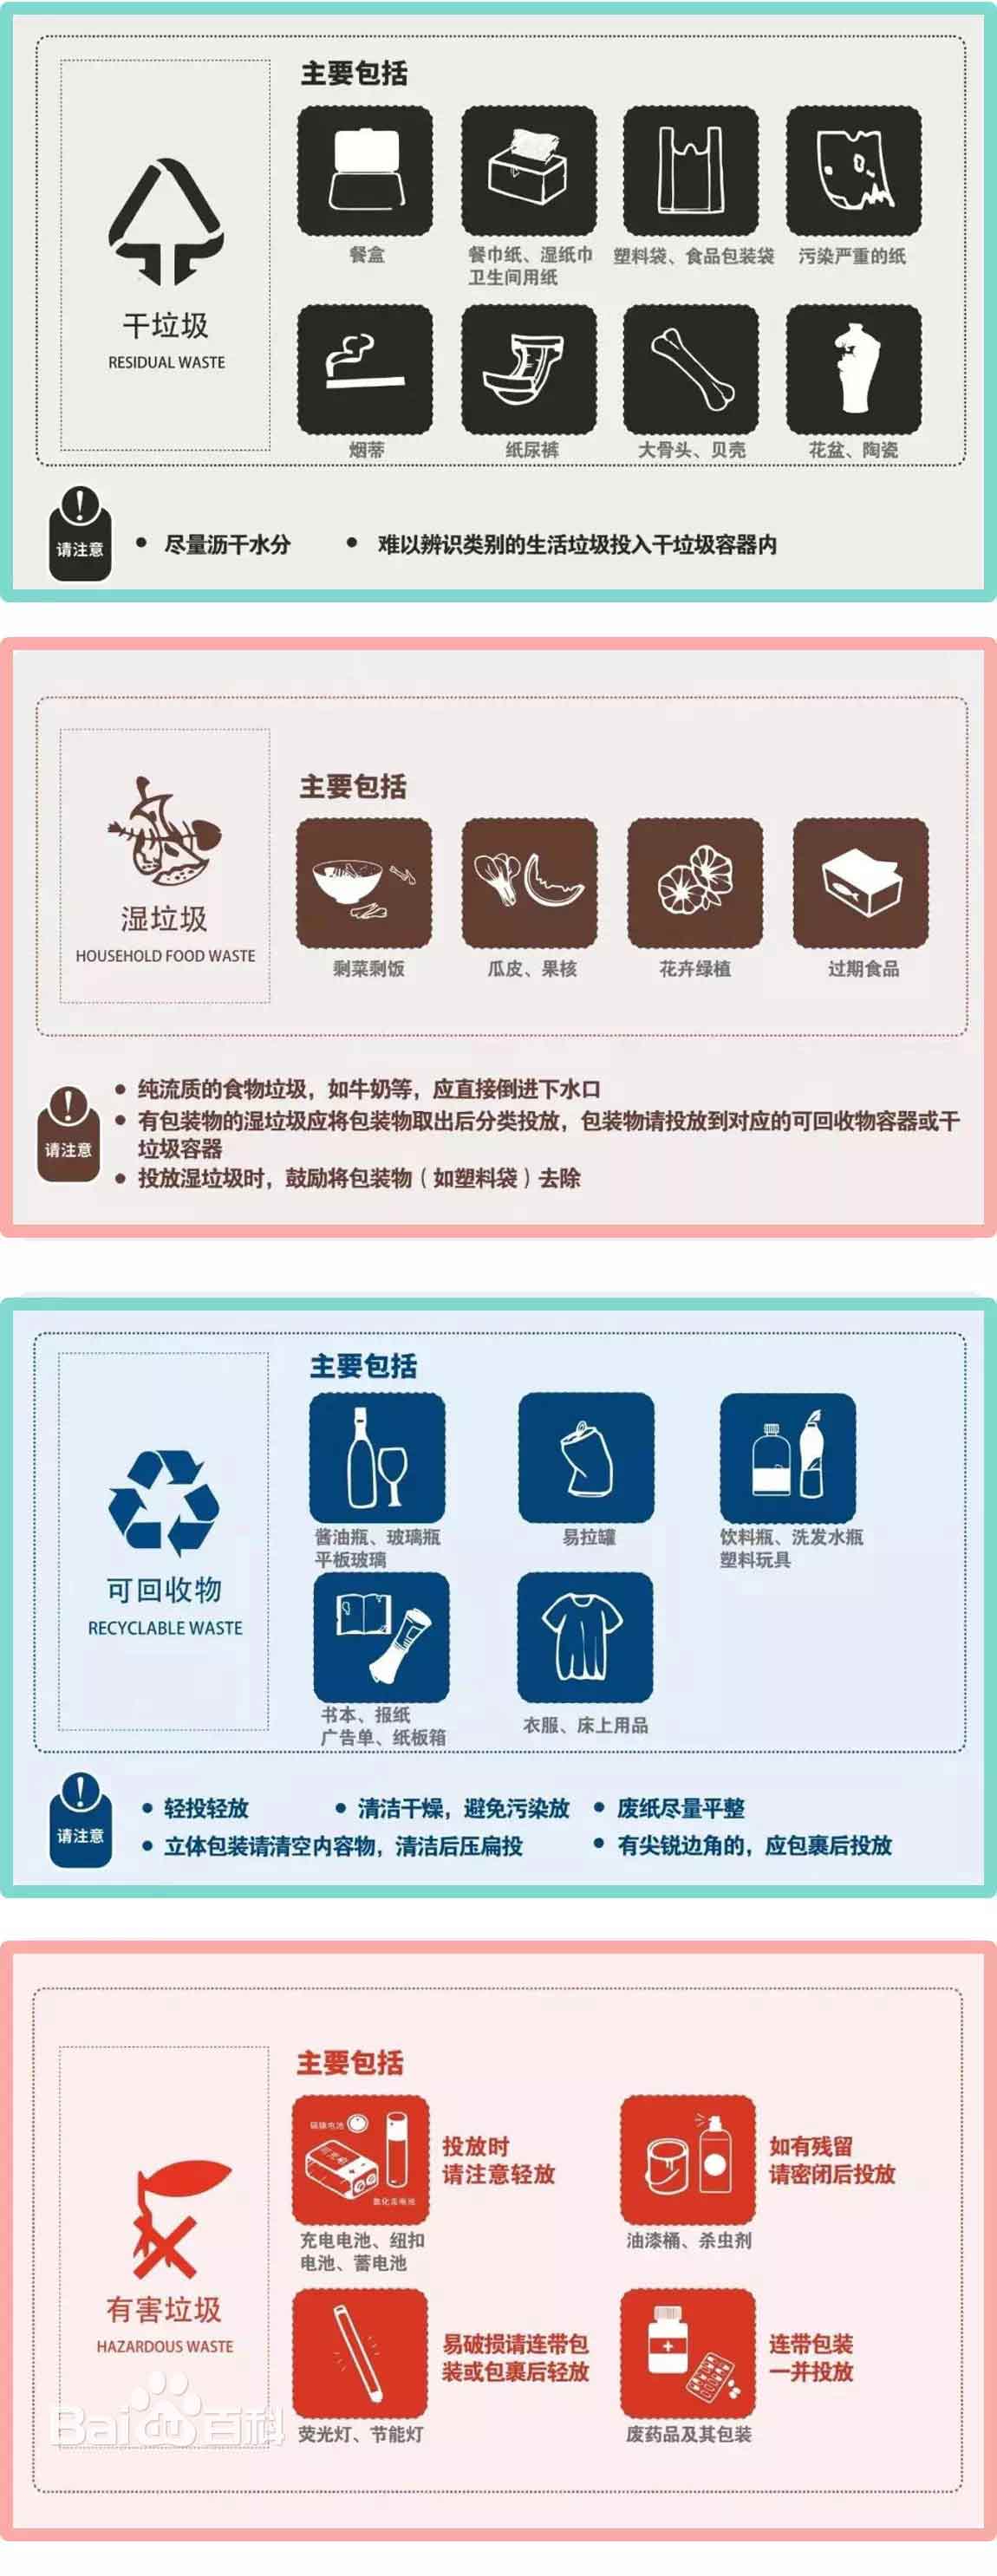 主要包括
干垃圾
RESIDUAL WASTE
餐盒
餐巾纸、湿纸巾
卫生间用纸
塑料袋、食品包装袋
污染严重的纸
烟蒂
纸尿裤
大骨头、贝壳
花盆、陶瓷
请注意
• 尽量沥干水分
• 难以辨识类别的生活垃圾投入干垃圾容器内
主要包括
湿垃圾
HOUSEHOLD FOOD WASTE
剩菜剩饭
瓜皮、果核
花卉绿植
过期食品
请注意
• 纯流质的食物垃圾，如牛奶等，应直接倒进下水口
• 有包装物的湿垃圾应将包装物取出后分类投放，包装物请投放到对应的可回收物容器或干
垃圾容器
• 投放湿垃圾时，鼓励将包装物（如塑料袋）去除
主要包括
可回收物
RECYCLABLE WASTE
酱油瓶、玻璃瓶
平板玻璃
易拉罐
饮料瓶、洗发水瓶
塑料玩具
书本、报纸
广告单、纸板箱
衣服、床上用品
请注意
• 轻投轻放
• 清洁干燥，避免污染放
• 废纸尽量平整
• 立体包装请清空内容物，清洁后压扁投
• 有尖锐边角的，应包裹后投放
主要包括
有害垃圾
HAZARDOUS WASTE
投放时
请注意轻放
充电电池、纽扣
电池、蓄电池
如有残留
请密闭后投放
油漆桶、杀虫剂
易破损请连带包
装或包裹后轻放
荧光灯、节能灯
连带包装
一并投放
废药品及其包装
Bai百科